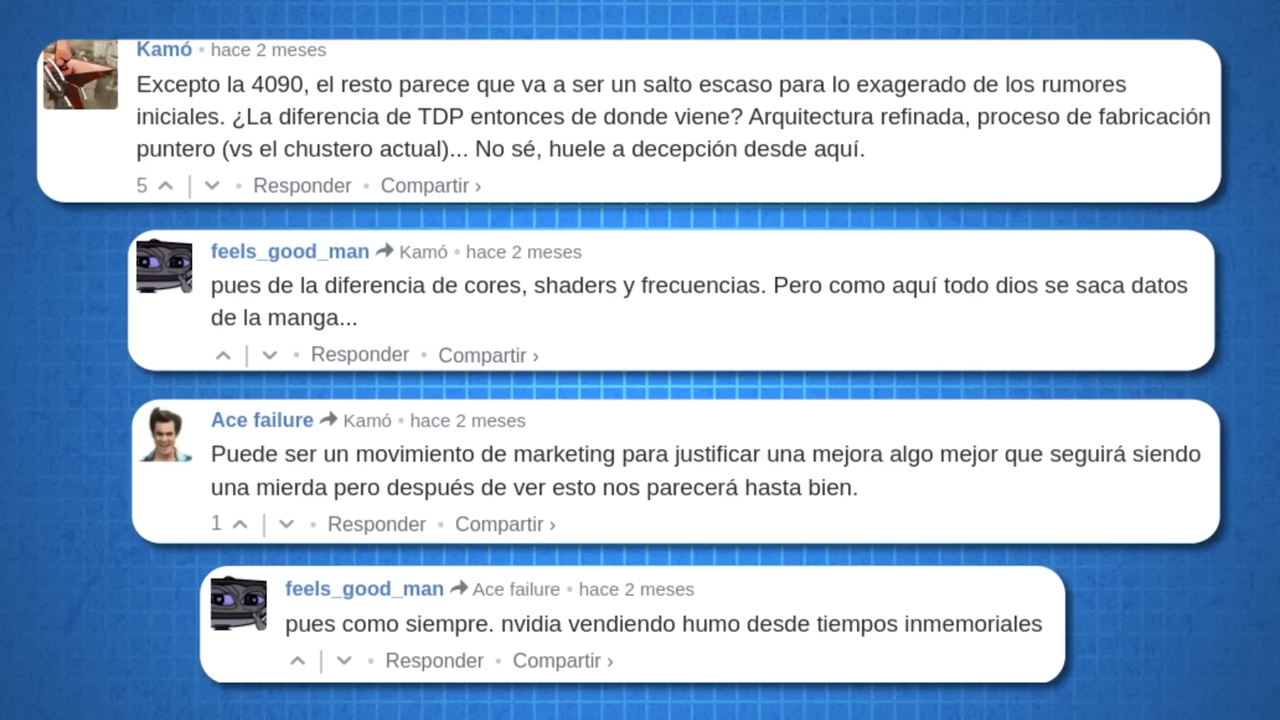 Kamó • hace 2 meses
Excepto la 4090, el resto parece que va a ser un salto escaso para lo exagerado de los rumores
iniciales. ¿La diferencia de TDP entonces de donde viene? Arquitectura refinada, proceso de fabricación
puntero (vs el chustero actual)... No sé, huele a decepción desde aquí.
5 | • Responder • Compartir ›
feels_good_man Kamó • hace 2 meses
pues de la diferencia de cores, shaders y frecuencias. Pero como aquí todo dios se saca datos
de la manga...
| • Responder • Compartir ›
Ace failure Kamó • hace 2 meses
Puede ser un movimiento de marketing para justificar una mejora algo mejor que seguirá siendo
una mierda pero después de ver esto nos parecerá hasta bien.
1 | • Responder • Compartir ›
feels_good_man Ace failure • hace 2 meses
pues como siempre. nvidia vendiendo humo desde tiempos inmemoriales
| • Responder • Compartir ›